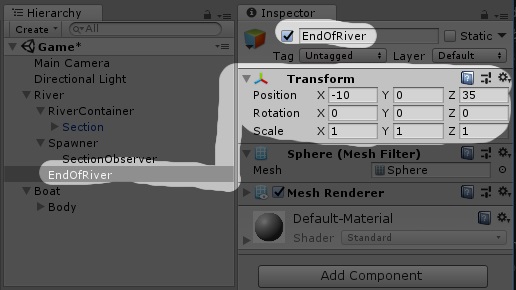 Hierarchy
Create
All
Game*
Main Camera
Directional Light
River
RiverContainer
Section
Spawner
SectionObserver
EndOfRiver
Boat
Body
Inspector
EndOfRiver
Static
Tag Untagged Layer Default
Transform
Position X -10 Y 0 Z 35
Rotation X 0 Y 0 Z 0
Scale X 1 Y 1 Z 1
Sphere (Mesh Filter)
Mesh Sphere
Mesh Renderer
Default-Material
Shader Standard
Add Component